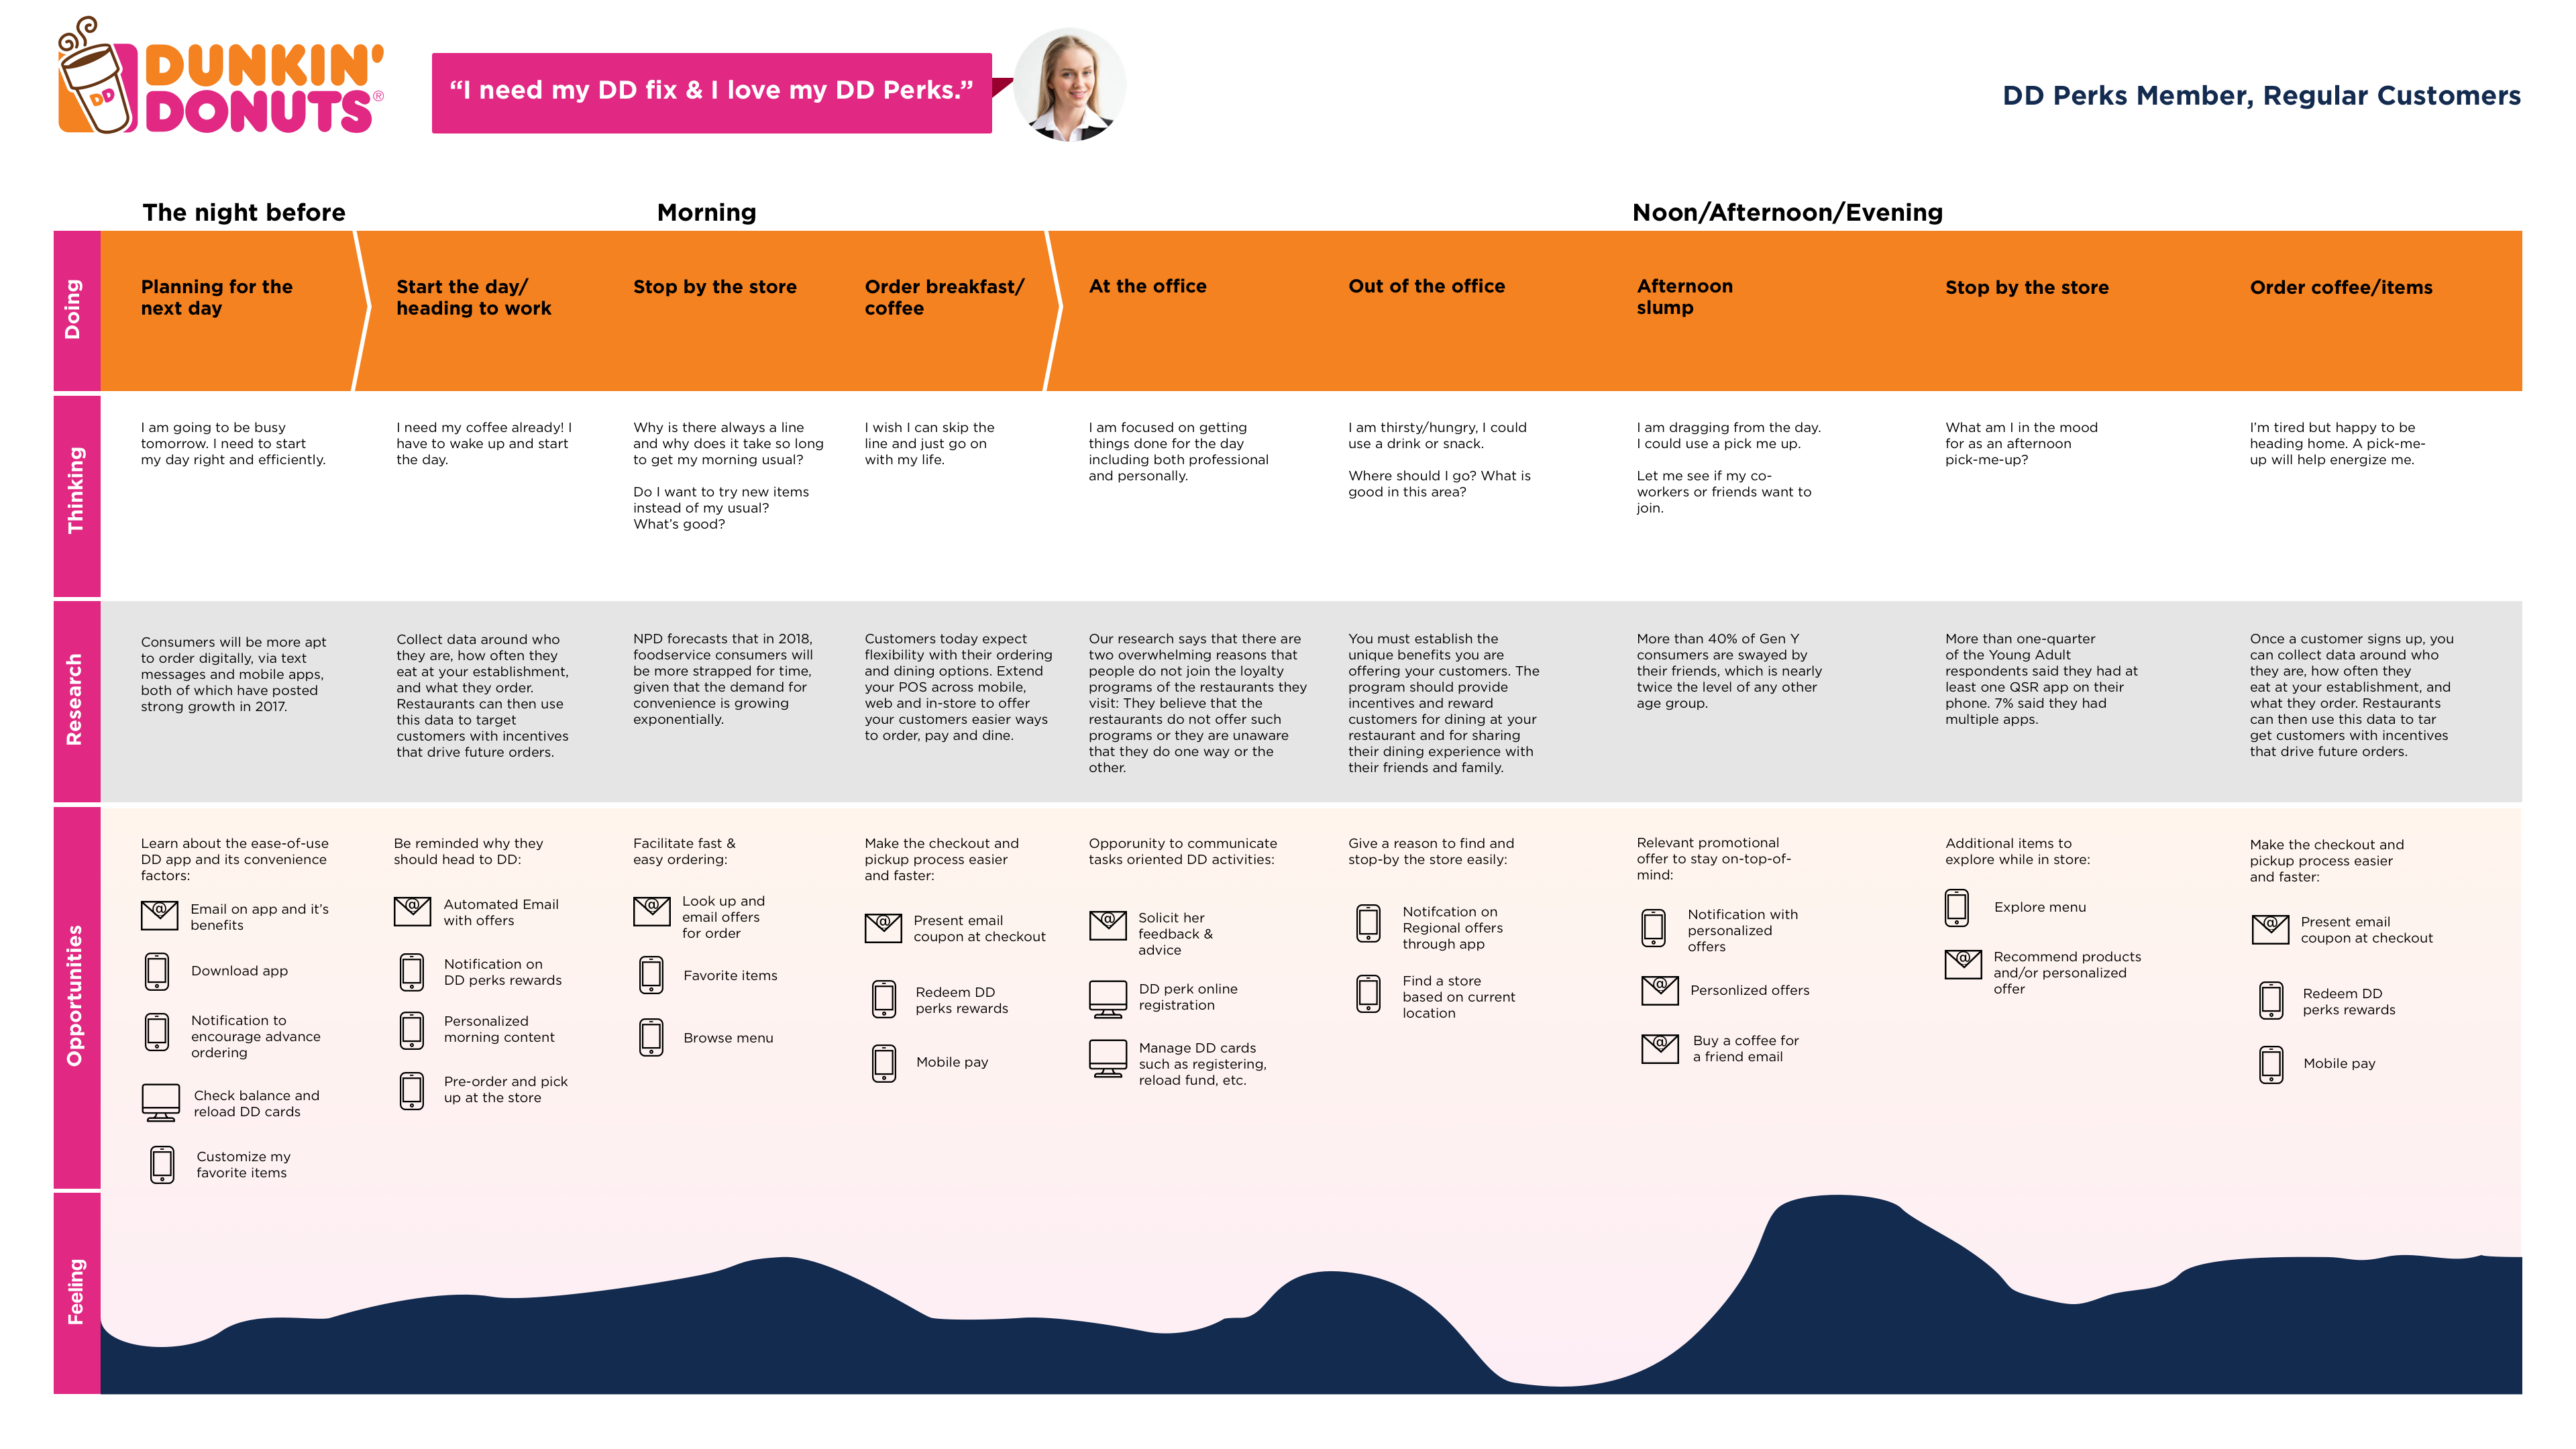 DUNKIN'
DONUTS®
DD
“I need my DD fix & I love my DD Perks.”
DD Perks Member, Regular Customers
The night before
Morning
Noon/Afternoon/Evening
Doing
Planning for the
next day
Start the day/
heading to work
Stop by the store
Order breakfast/
coffee
At the office
Out of the office
Afternoon
slump
Stop by the store
Order coffee/items
Thinking
I am going to be busy
tomorrow. I need to start
my day right and efficiently.
I need my coffee already! I
have to wake up and start
the day.
Why is there always a line
and why does it take so long
to get my morning usual?
Do I want to try new items
instead of my usual?
What’s good?
I wish I can skip the
line and just go on
with my life.
I am focused on getting
things done for the day
including both professional
and personally.
I am thirsty/hungry, I could
use a drink or snack.
Where should I go? What is
good in this area?
I am dragging from the day.
I could use a pick me up.
Let me see if my co-
workers or friends want to
join.
What am I in the mood
for as an afternoon
pick-me-up?
I’m tired but happy to be
heading home. A pick-me-
up will help energize me.
Research
Consumers will be more apt
to order digitally, via text
messages and mobile apps,
both of which have posted
strong growth in 2017.
Collect data around who
they are, how often they
eat at your establishment,
and what they order.
Restaurants can then use
this data to target
customers with incentives
that drive future orders.
NPD forecasts that in 2018,
foodservice consumers will
be more strapped for time,
given that the demand for
convenience is growing
exponentially.
Customers today expect
flexibility with their ordering
and dining options. Extend
your POS across mobile,
web and in-store to offer
your customers easier ways
to order, pay and dine.
Our research says that there are
two overwhelming reasons that
people do not join the loyalty
programs of the restaurants they
visit: They believe that the
restaurants do not offer such
programs or they are unaware
that they do one way or the
other.
You must establish the
unique benefits you are
offering your customers. The
program should provide
incentives and reward
customers for dining at your
restaurant and for sharing
their dining experience with
their friends and family.
More than 40% of Gen Y
consumers are swayed by
their friends, which is nearly
twice the level of any other
age group.
More than one-quarter
of the Young Adult
respondents said they had at
least one QSR app on their
phone. 7% said they had
multiple apps.
Once a customer signs up, you
can collect data around who
they are, how often they
eat at your establishment, and
what they order. Restaurants
can then use this data to tar
get customers with incentives
that drive future orders.
Opportunities
Learn about the ease-of-use
DD app and its convenience
factors:
Email on app and it’s
benefits
Download app
Notification to
encourage advance
ordering
Check balance and
reload DD cards
Customize my
favorite items
Be reminded why they
should head to DD:
Automated Email
with offers
Notification on
DD perks rewards
Personalized
morning content
Pre-order and pick
up at the store
Facilitate fast &
easy ordering:
Look up and
email offers
for order
Favorite items
Browse menu
Make the checkout and
pickup process easier
and faster:
Present email
coupon at checkout
Redeem DD
perks rewards
Mobile pay
Opporunity to communicate
tasks oriented DD activities:
Solicit her
feedback &
advice
DD perk online
registration
Manage DD cards
such as registering,
reload fund, etc.
Give a reason to find and
stop-by the store easily:
Notifcation on
Regional offers
through app
Find a store
based on current
location
Relevant promotional
offer to stay on-top-of-
mind:
Notification with
personalized
offers
Personlized offers
Buy a coffee for
a friend email
Additional items to
explore while in store:
Explore menu
Recommend products
and/or personalized
offer
Make the checkout and
pickup process easier
and faster:
Present email
coupon at checkout
Redeem DD
perks rewards
Mobile pay
Feeling